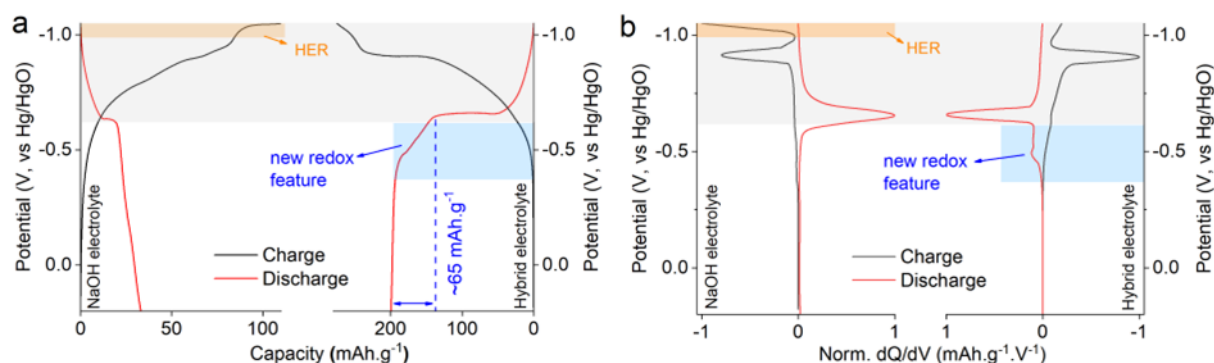 a
Potential (V, vs Hg/HgO)
-1.0
-0.5
0.0
HER
NaOH electrolyte
new redox
feature
~65 mAh.g⁻¹
Charge
Discharge
Hybrid electrolyte
0 50 100 200 100 0
Capacity (mAh.g⁻¹)
-1.0
-0.5
0.0
Potential (V, vs Hg/HgO)
b
Potential (V, vs Hg/HgO)
-1.0
-0.5
0.0
HER
NaOH electrolyte
new redox
feature
Charge
Discharge
Hybrid electrolyte
-1 0 1 1 0 -1
Norm. dQ/dV (mAh.g⁻¹.V⁻¹)
-1.0
-0.5
0.0
Potential (V, vs Hg/HgO)